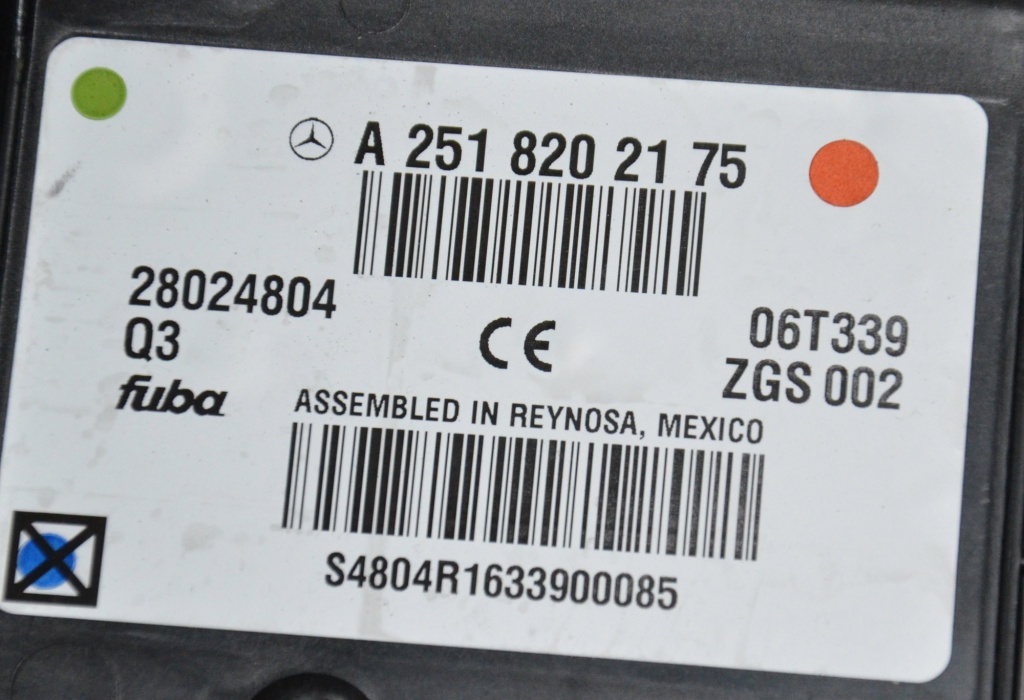 A 251 820 21 75
28024804
Q3
fuba
CE
06T339
ZGS 002
ASSEMBLED IN REYNOSA, MEXICO
S4804R1633900085